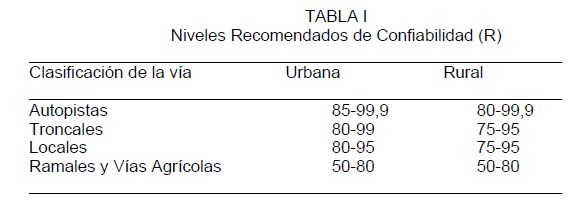 TABLA I
Niveles Recomendados de Confiabilidad (R)
Clasificación de la vía Urbana Rural
Autopistas 85-99,9 80-99,9
Troncales 80-99 75-95
Locales 80-95 75-95
Ramales y Vías Agrícolas 50-80 50-80